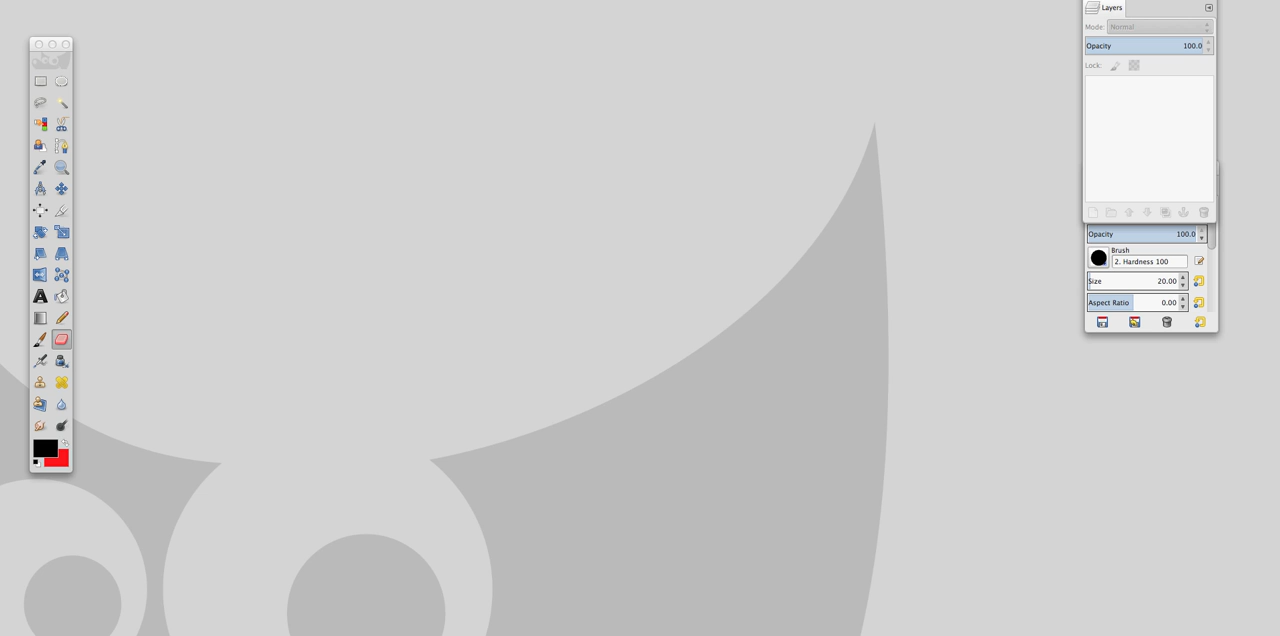 Layers
Mode: Normal
Opacity 100.0
Lock:
Opacity 100.0
Brush
2. Hardness 100
Size 20.00
Aspect Ratio 0.00